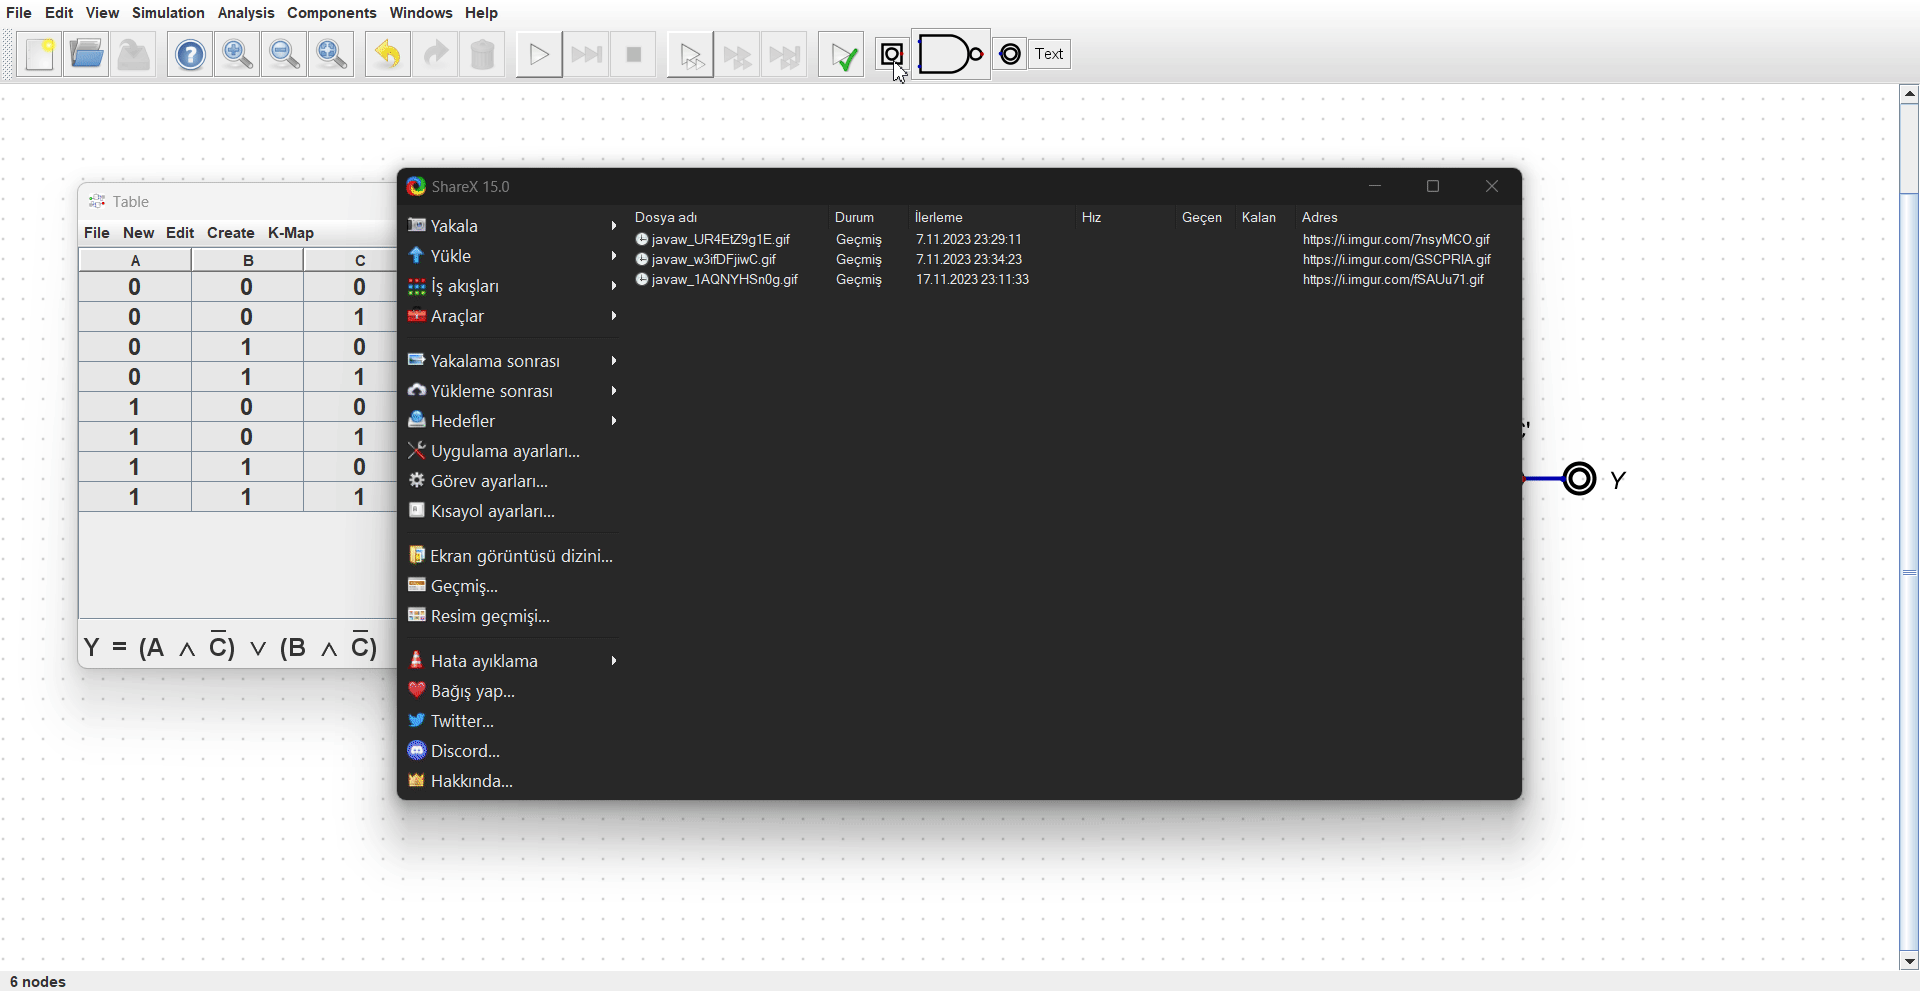 File Edit View Simulation Analysis Components Windows Help
Text
Table
File New Edit Create K-Map
A B C
0 0 0
0 0 1
0 1 0
0 1 1
1 0 0
1 0 1
1 1 0
1 1 1
Y = (A ∧ C̅) ∨ (B ∧ C̅)
ShareX 15.0
Yakala
Yükle
İş akışları
Araçlar
Yakalama sonrası
Yükleme sonrası
Hedefler
Uygulama ayarları...
Görev ayarları...
Kısayol ayarları...
Ekran görüntüsü dizini...
Geçmiş...
Resim geçmişi...
Hata ayıklama
Bağış yap...
Twitter...
Discord...
Hakkında...
Dosya adı Durum İlerleme Hız Geçen Kalan Adres
javaw_UR4EtZ9g1E.gif Geçmiş 7.11.2023 23:29:11 https://i.imgur.com/7nsyMCO.gif
javaw_w3ifDFjiwC.gif Geçmiş 7.11.2023 23:34:23 https://i.imgur.com/GSCPRIA.gif
javaw_1AQNYHSn0g.gif Geçmiş 17.11.2023 23:11:33 https://i.imgur.com/fSAUu71.gif
Y
6 nodes